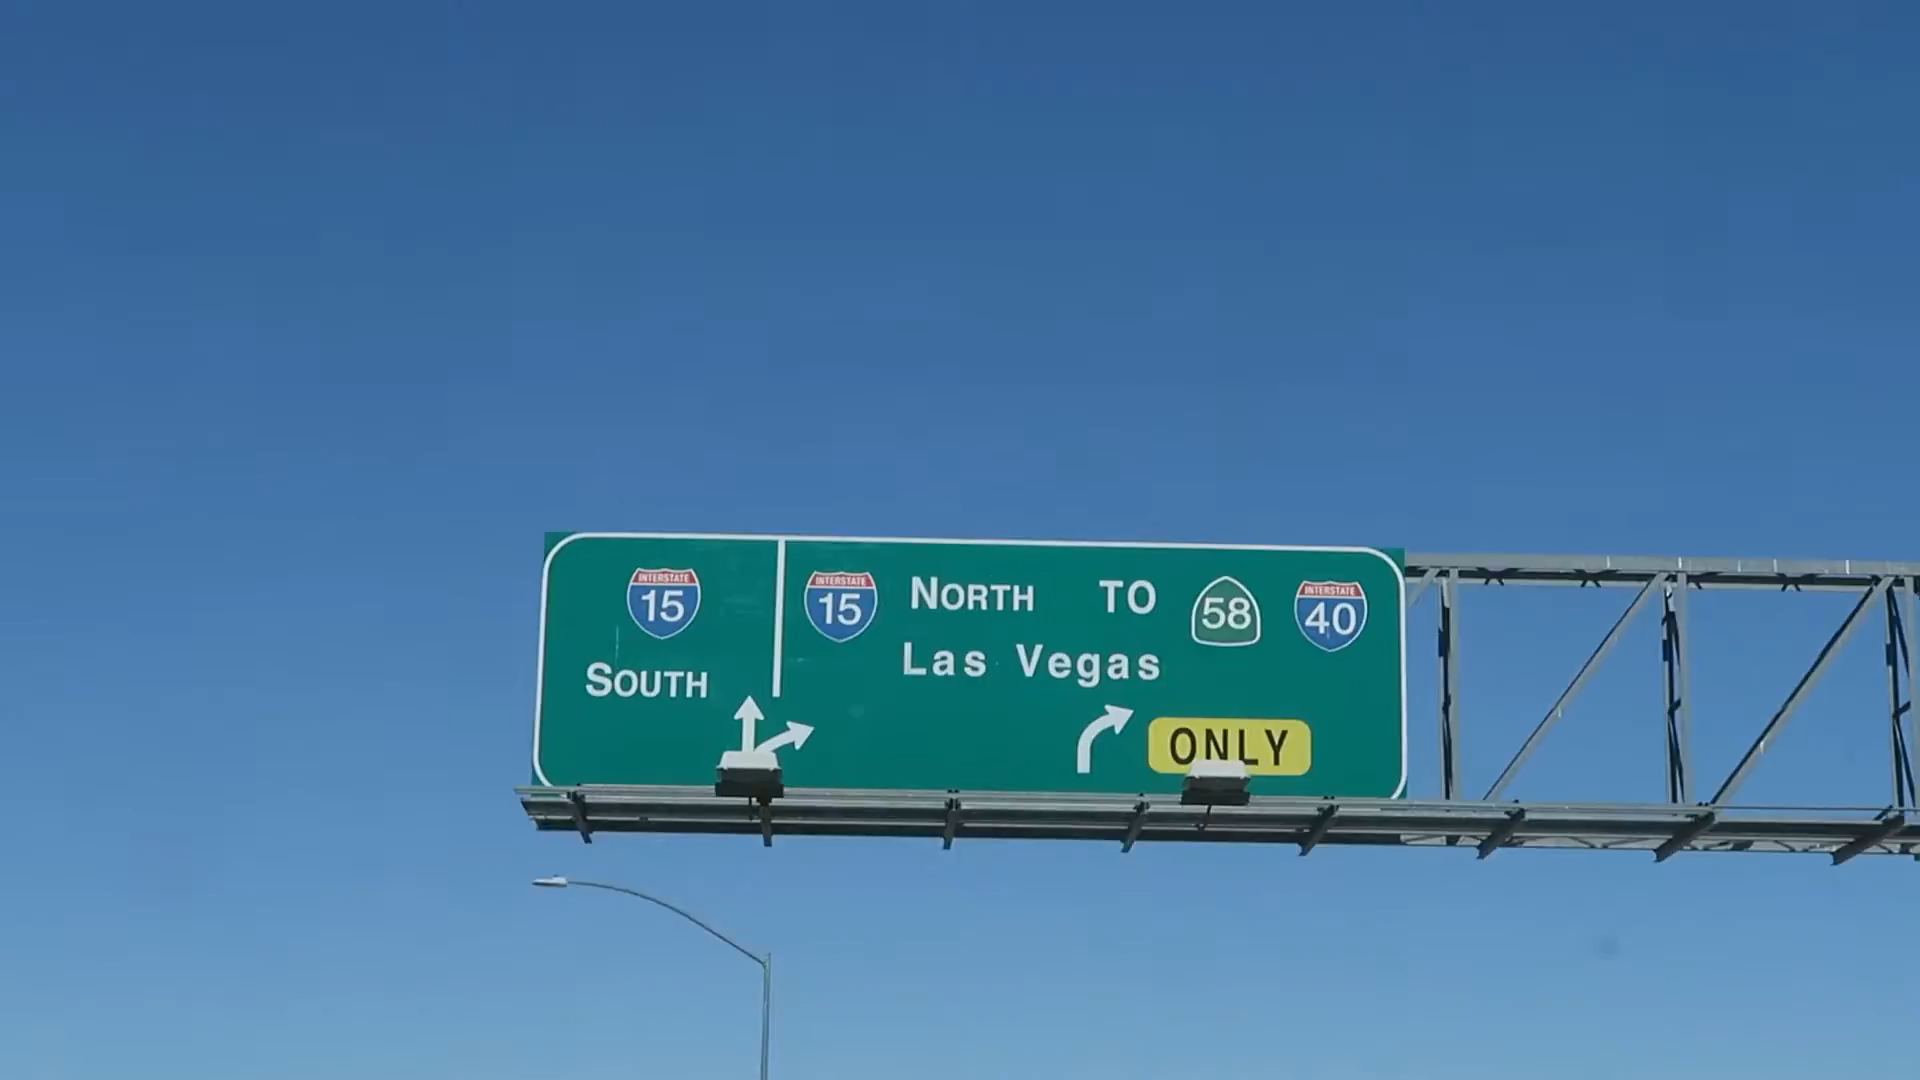 INTERSTATE
15
SOUTH
INTERSTATE
15
NORTH TO
58
INTERSTATE
40
Las Vegas
ONLY